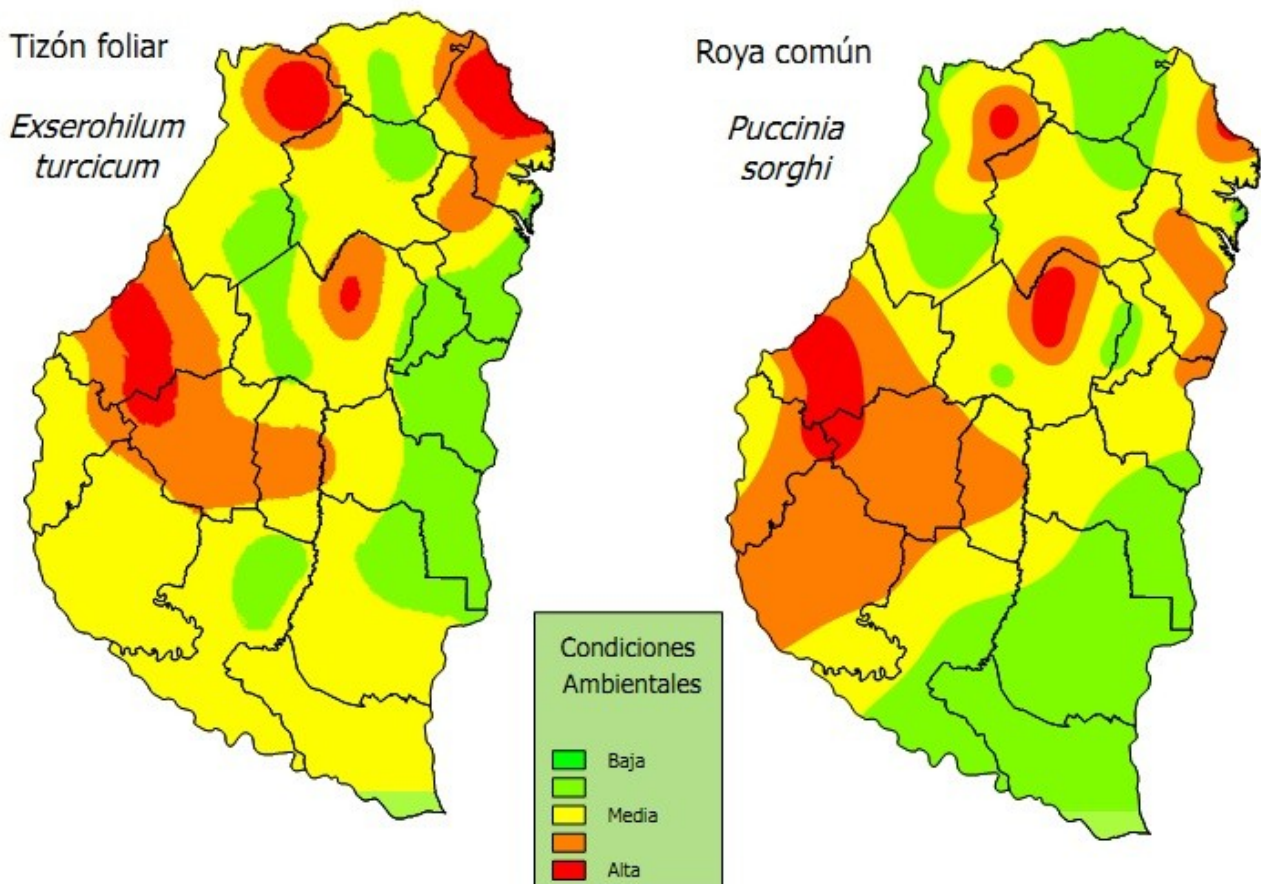 Tizón foliar
Exserohilum
turcicum
Roya común
Puccinia
sorghi
Condiciones
Ambientales
Baja
Media
Alta